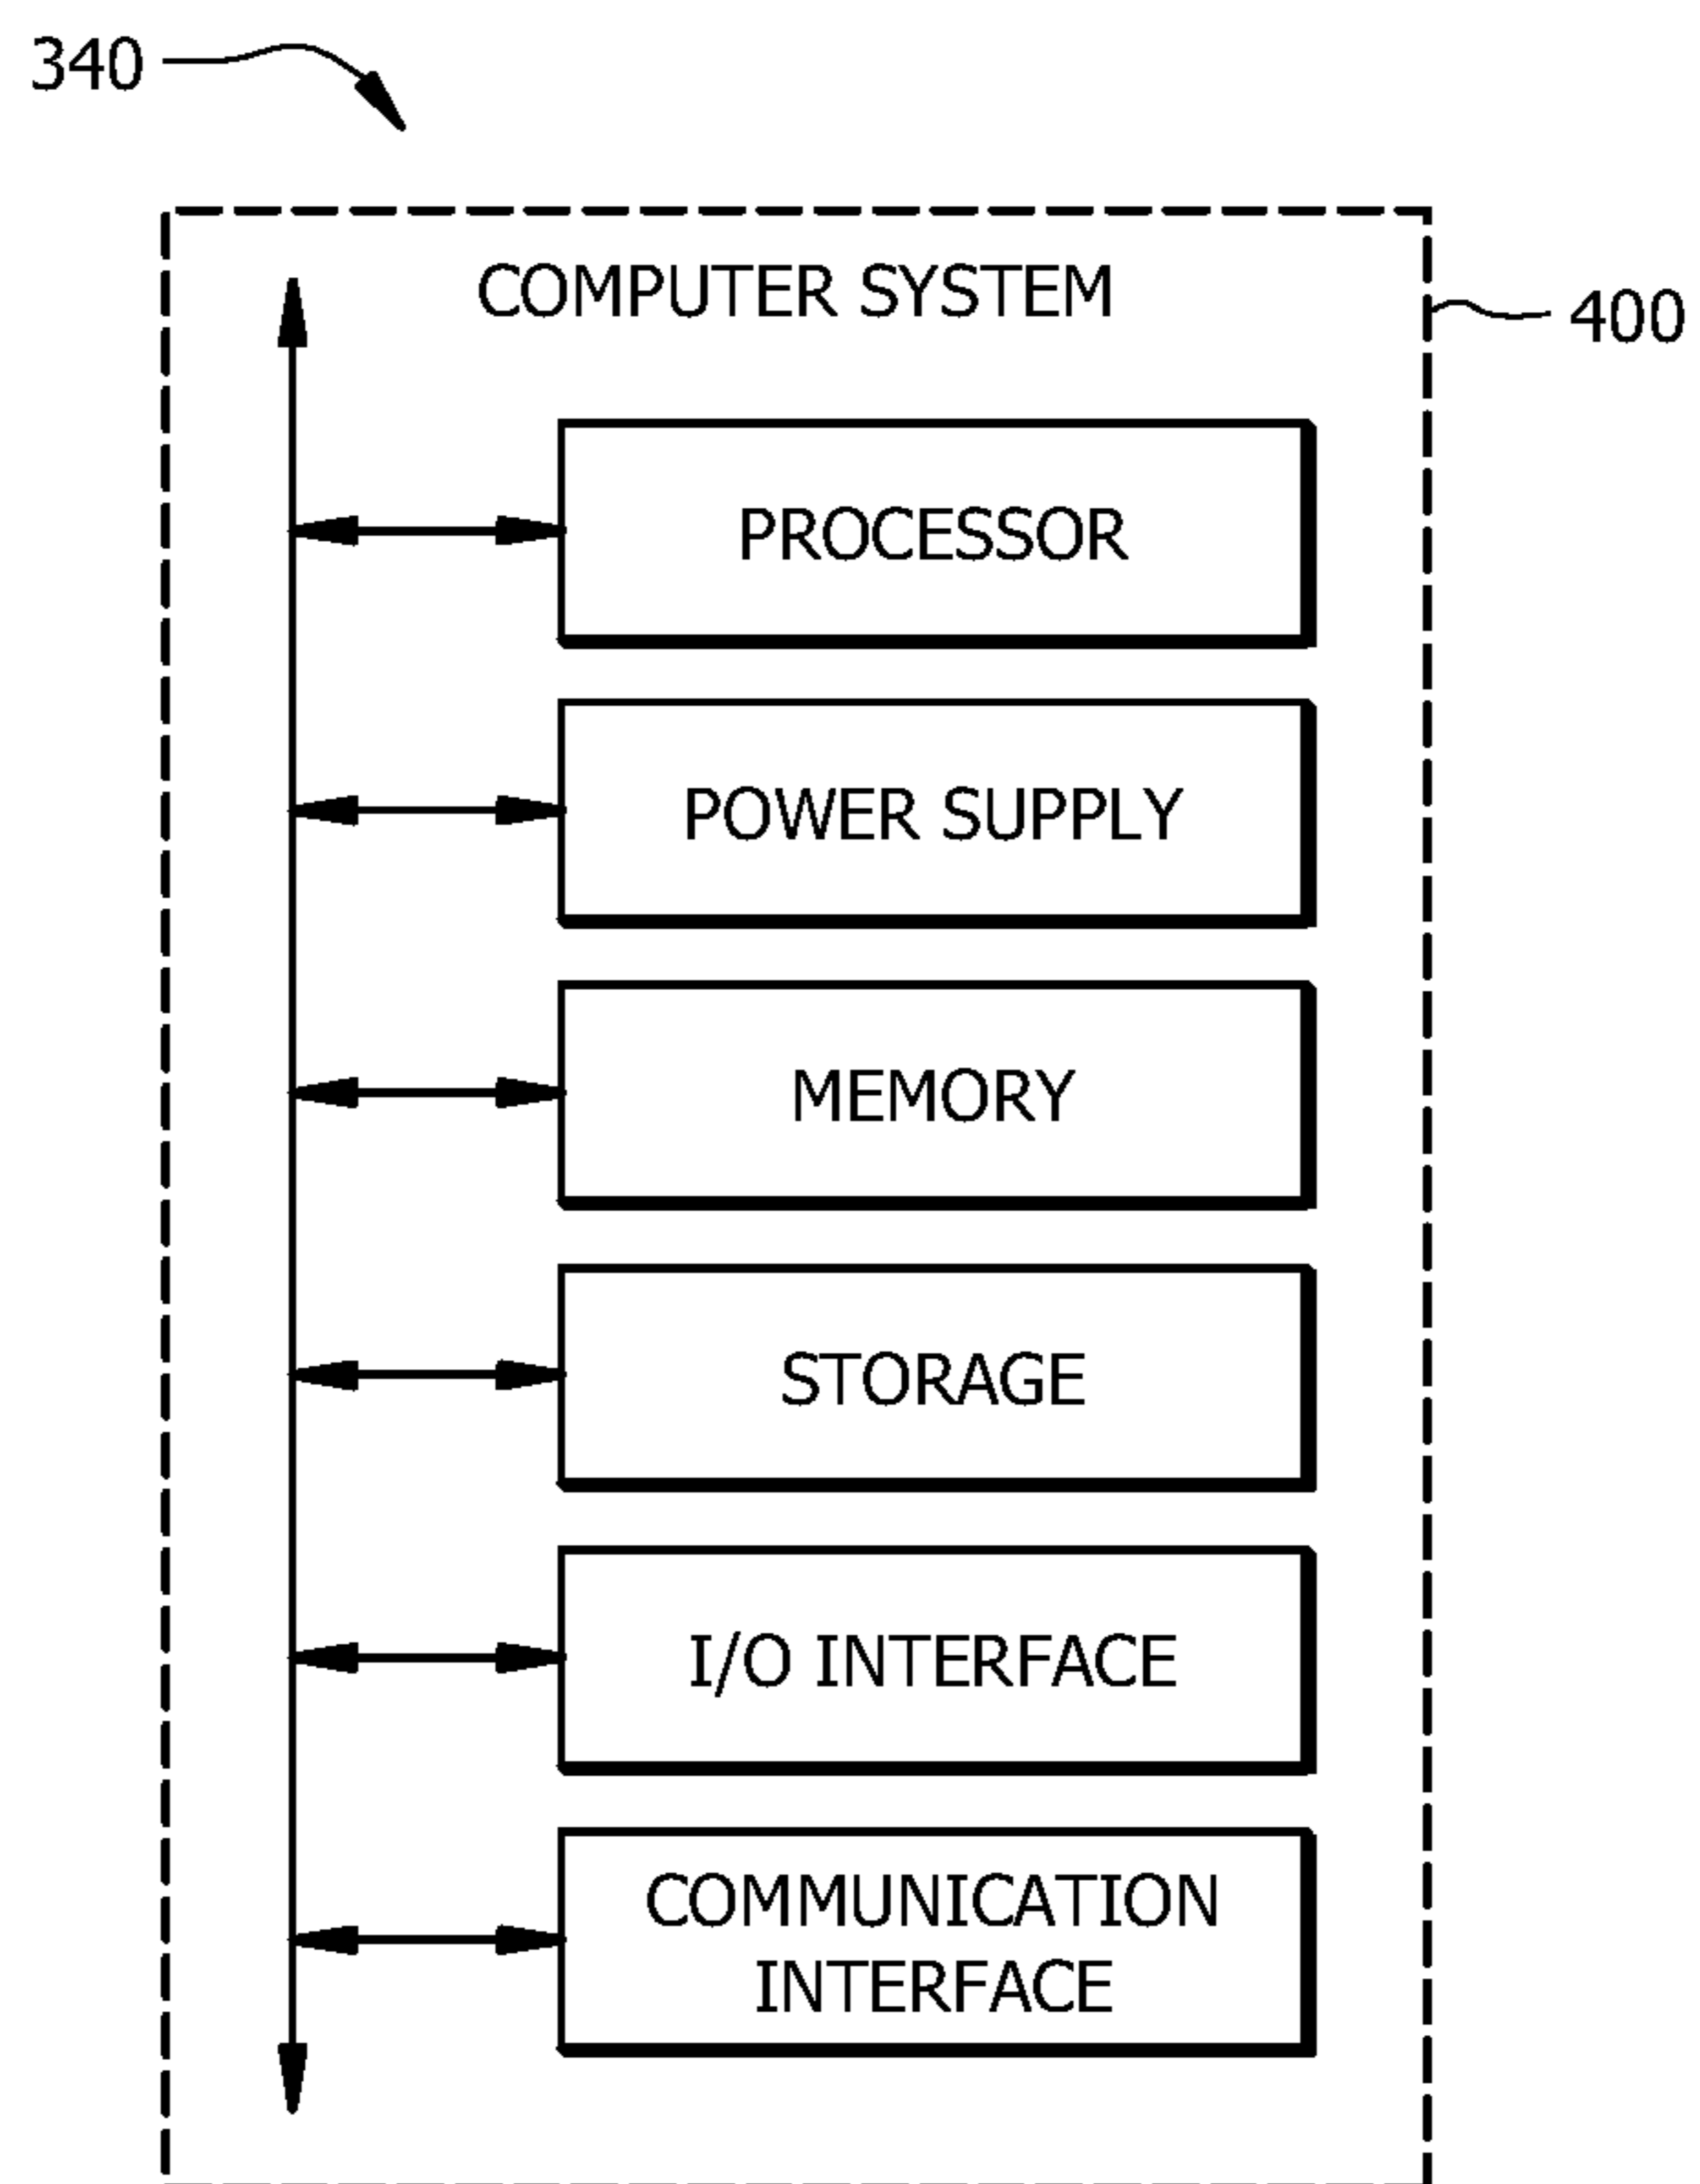 340
COMPUTER SYSTEM
400
PROCESSOR
POWER SUPPLY
MEMORY
STORAGE
I/O INTERFACE
COMMUNICATION
INTERFACE